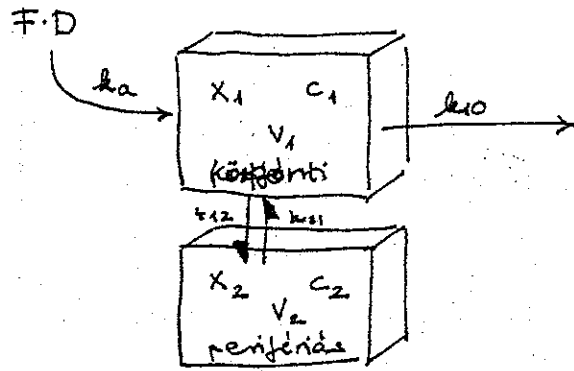 F·D
ka
X₁ C₁
V₁
központi
k₁₀
k₁₂ k₂₁
X₂ C₂
V₂
perifériás